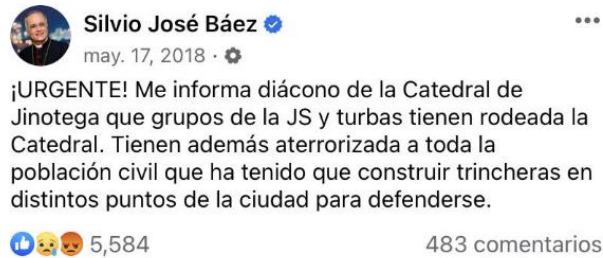 Silvio José Báez
may. 17, 2018 ·
¡URGENTE! Me informa diácono de la Catedral de
Jinotega que grupos de la JS y turbas tienen rodeada la
Catedral. Tienen además aterrorizada a toda la
población civil que ha tenido que construir trincheras en
distintos puntos de la ciudad para defenderse.
5,584 483 comentarios